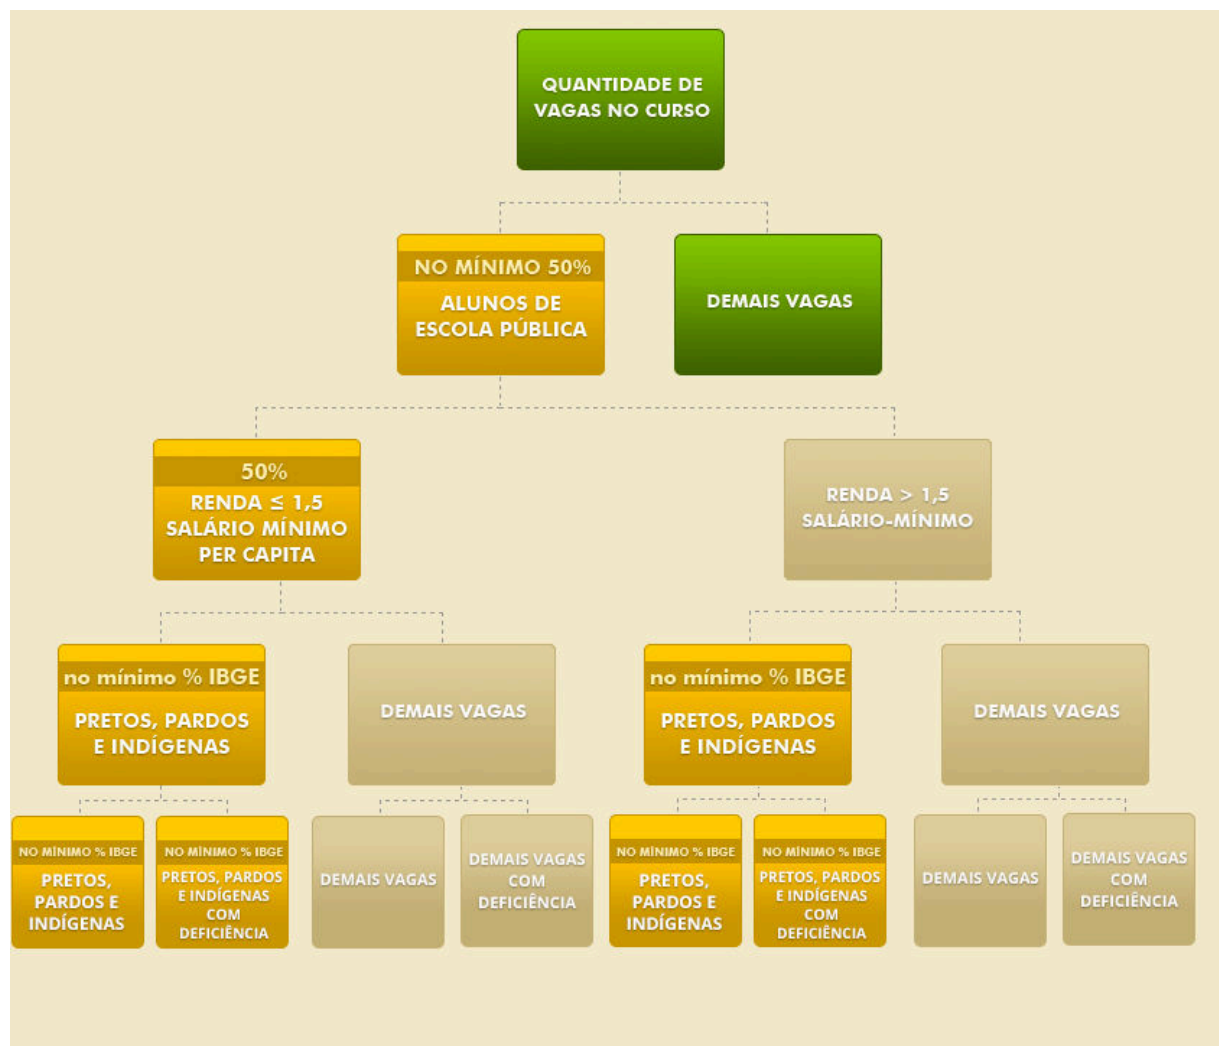 QUANTIDADE DE
VAGAS NO CURSO
NO MÍNIMO 50%
ALUNOS DE
ESCOLA PÚBLICA
DEMAIS VAGAS
50%
RENDA ≤ 1,5
SALÁRIO MÍNIMO
PER CAPITA
RENDA > 1,5
SALÁRIO-MÍNIMO
no mínimo % IBGE
PRETOS, PARDOS
E INDÍGENAS
DEMAIS VAGAS
no mínimo % IBGE
PRETOS, PARDOS
E INDÍGENAS
DEMAIS VAGAS
NO MÍNIMO % IBGE
PRETOS,
PARDOS E
INDÍGENAS
NO MÍNIMO % IBGE
PRETOS, PARDOS
E INDÍGENAS
COM
DEFICIÊNCIA
DEMAIS VAGAS
DEMAIS VAGAS
COM
DEFICIÊNCIA
NO MÍNIMO % IBGE
PRETOS,
PARDOS E
INDÍGENAS
NO MÍNIMO % IBGE
PRETOS, PARDOS
E INDÍGENAS
COM
DEFICIÊNCIA
DEMAIS VAGAS
DEMAIS VAGAS
COM
DEFICIÊNCIA